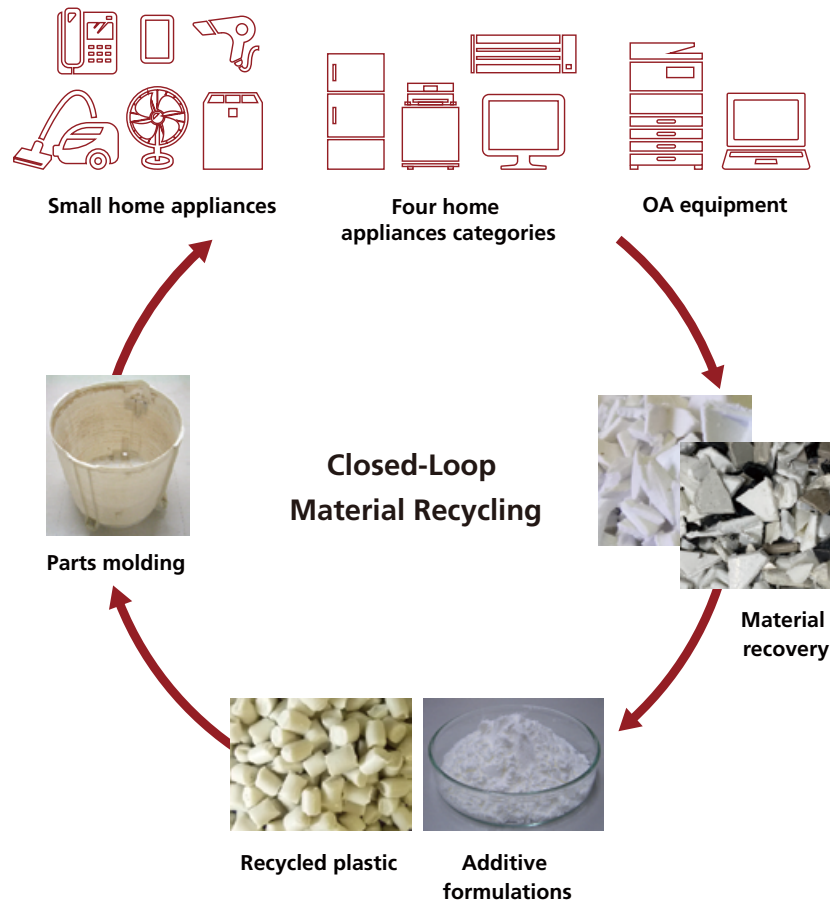 Small home appliances
Four home
appliances categories
OA equipment
Closed-Loop
Material Recycling
Parts molding
Material
recovery
Recycled plastic
Additive
formulations